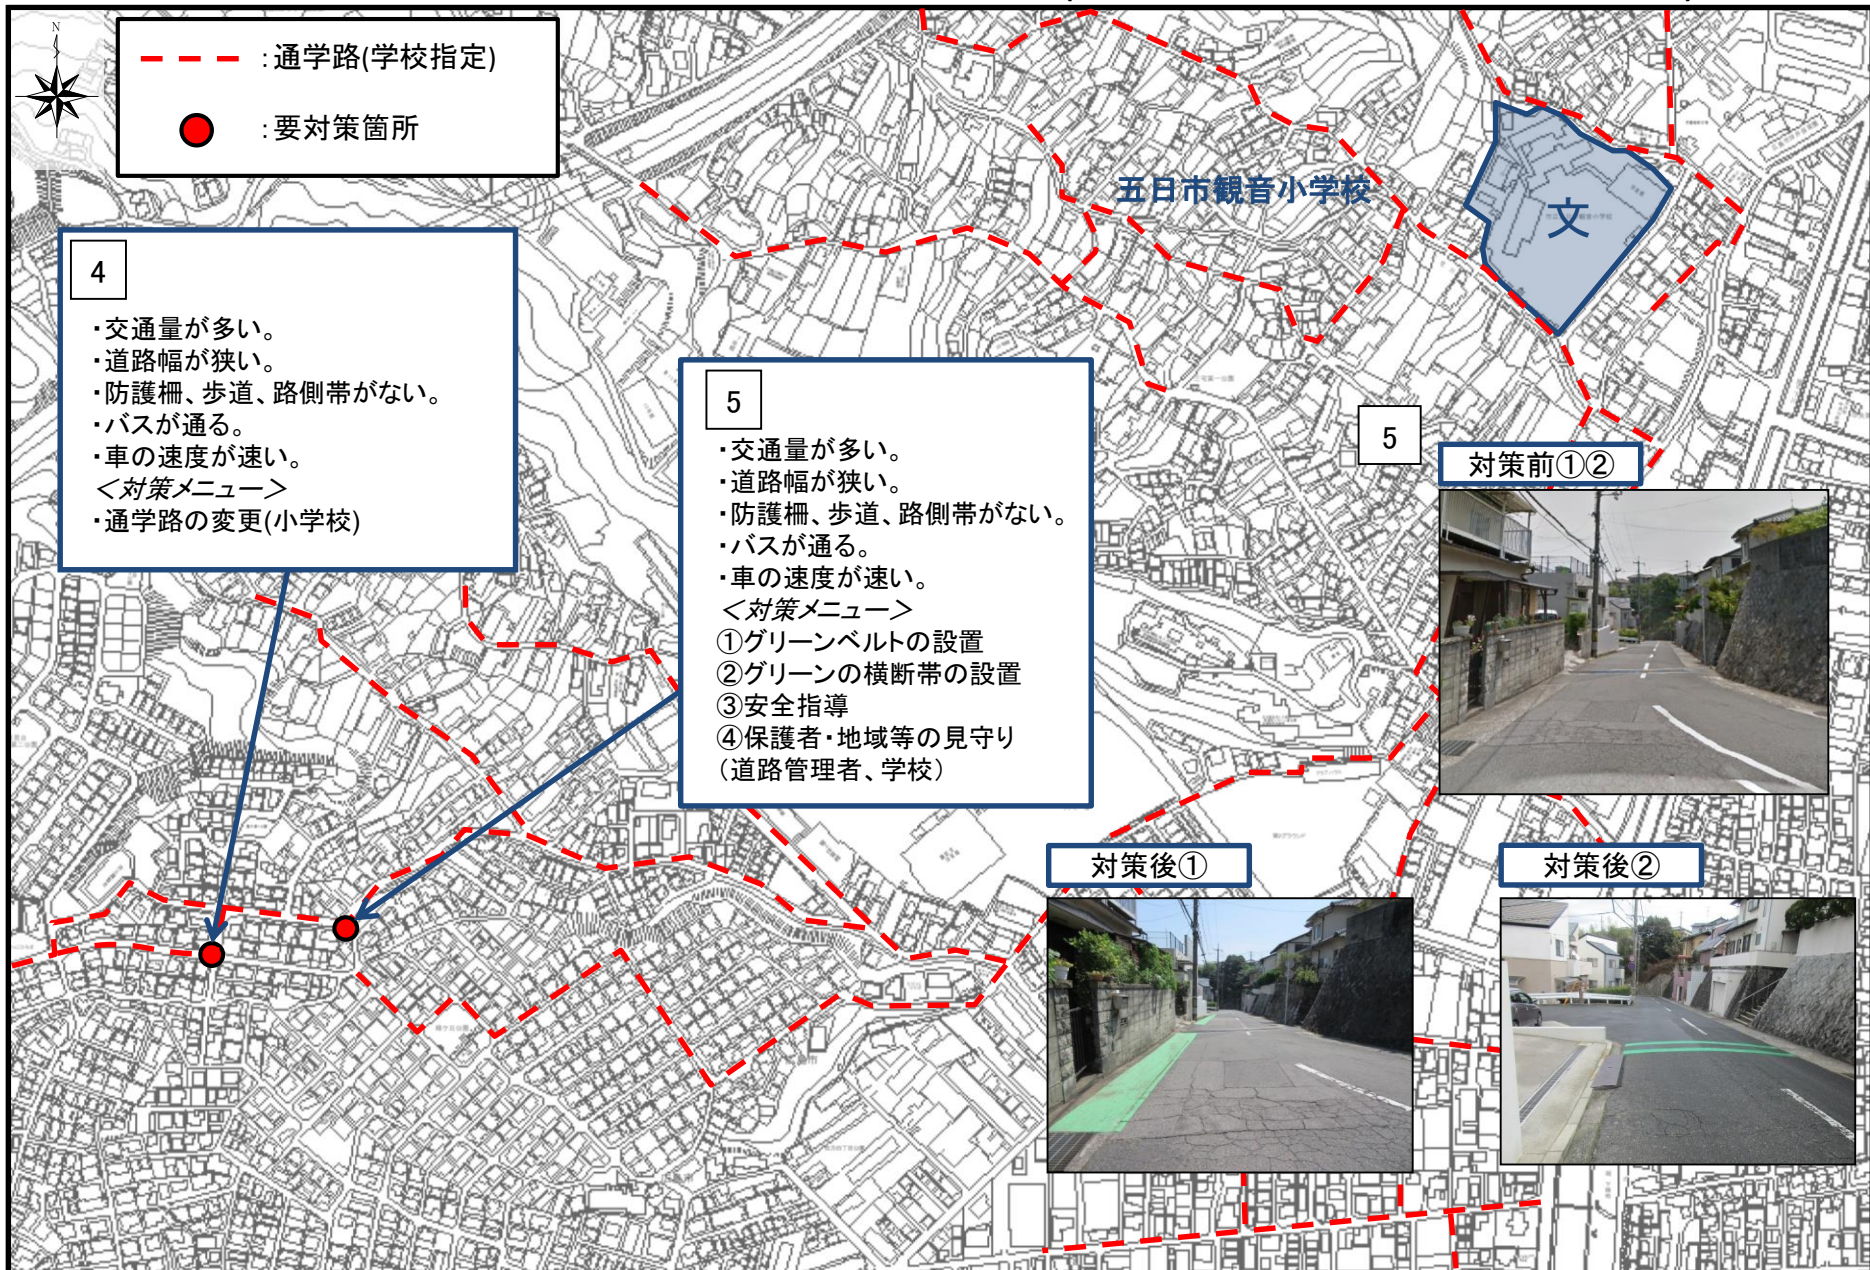 N
:通学路(学校指定)
:要対策箇所
五日市観音小学校
文
4
・交通量が多い。
・道路幅が狭い。
・防護柵、歩道、路側帯がない。
・バスが通る。
・車の速度が速い。
＜対策メニュー＞
・通学路の変更(小学校)
5
・交通量が多い。
・道路幅が狭い。
・防護柵、歩道、路側帯がない。
・バスが通る。
・車の速度が速い。
＜対策メニュー＞
①グリーンベルトの設置
②グリーンの横断帯の設置
③安全指導
④保護者・地域等の見守り
（道路管理者、学校）
5
対策前①②
対策後①
対策後②